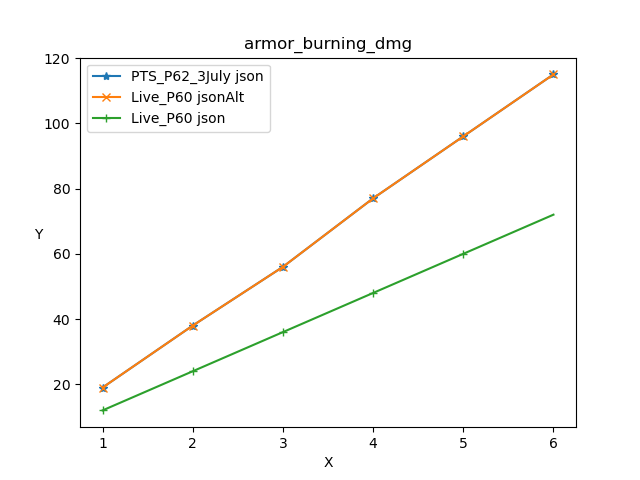 armor_burning_dmg
PTS_P62_3July json
Live_P60 jsonAlt
Live_P60 json
120
100
80
60
40
20
Y
1 2 3 4 5 6
X